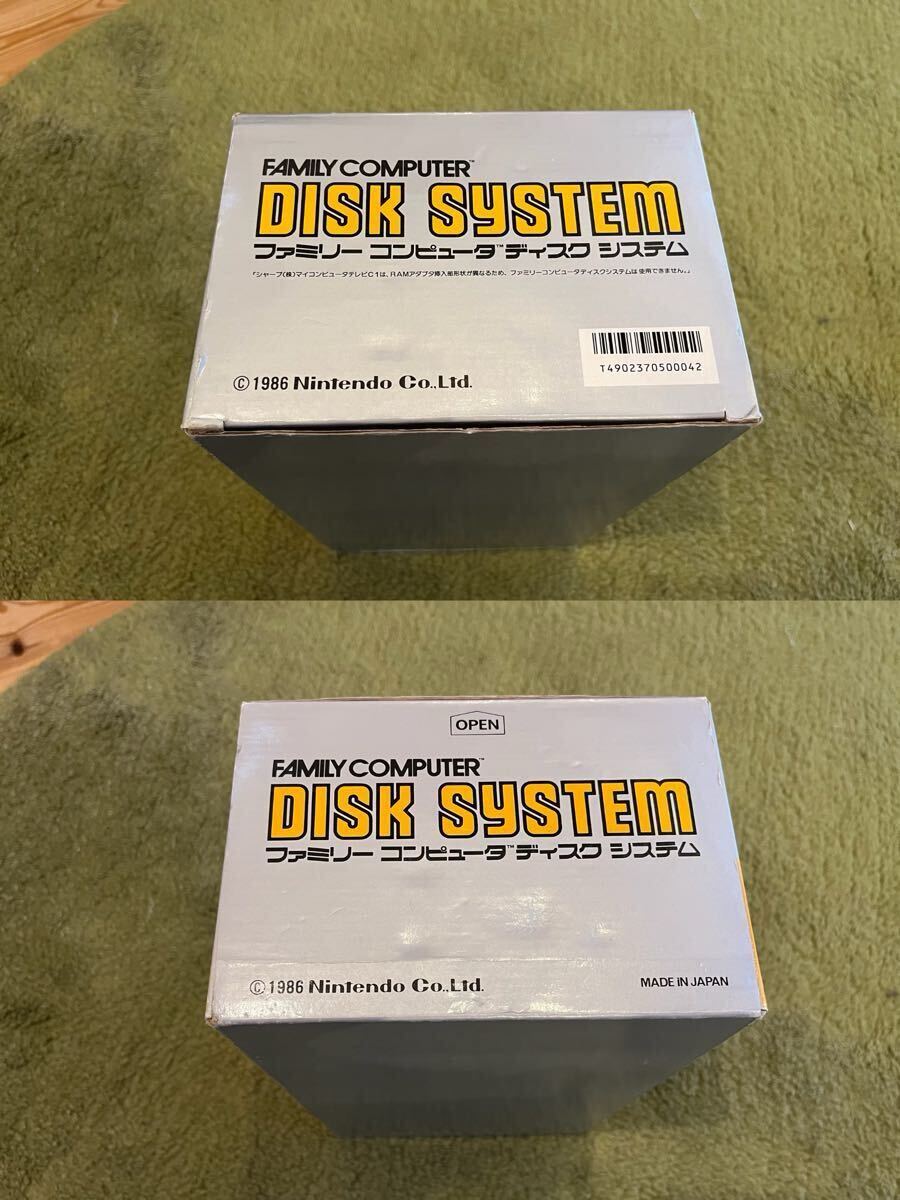 FAMILY COMPUTER™
DISK SYSTEM
ファミリー コンピュータ™ ディスク システム
「シャープ(株)マイコンピュータテレビC1は、RAMアダプタ挿入部形状が異なるため、ファミリーコンピュータディスクシステムは使用できません。」
T4902370500042
©1986 Nintendo Co.,Ltd.
OPEN
FAMILY COMPUTER™
DISK SYSTEM
ファミリー コンピュータ™ ディスク システム
©1986 Nintendo Co.,Ltd.
MADE IN JAPAN